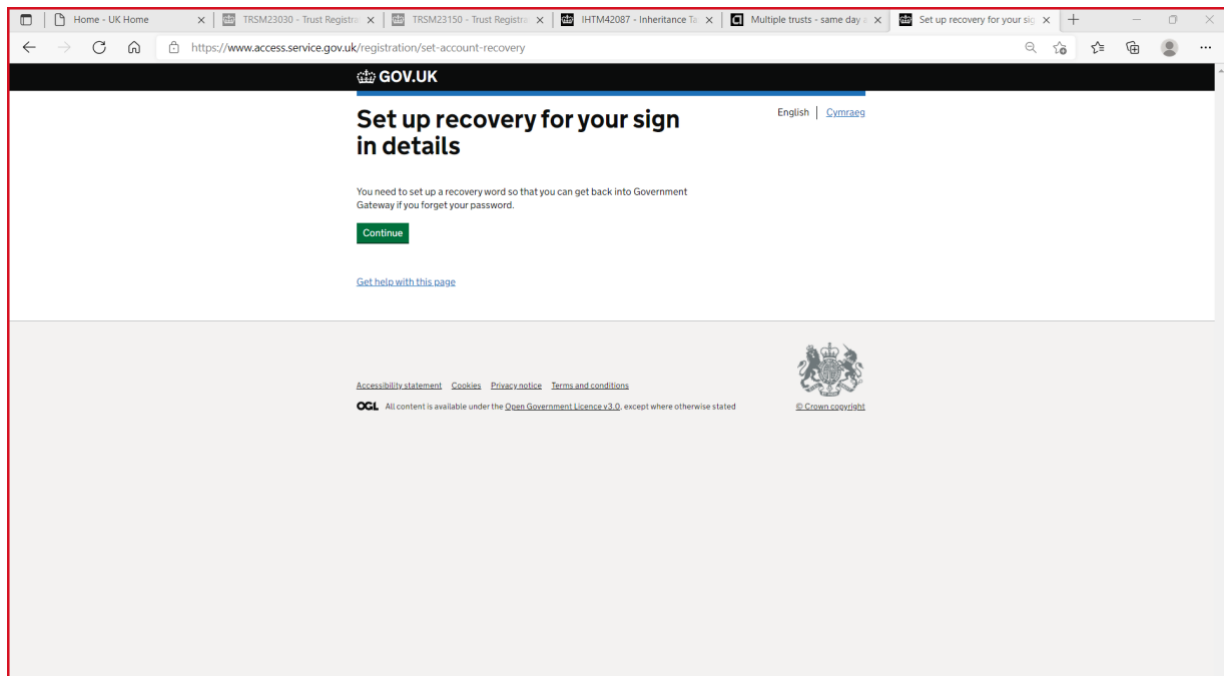 Home - UK Home
TRSM23030 - Trust Registra
TRSM23150 - Trust Registra
IHTM42087 - Inheritance Ta
Multiple trusts - same day a
Set up recovery for your sig
https://www.access.service.gov.uk/registration/set-account-recovery
GOV.UK
English | Cymraeg
Set up recovery for your sign
in details
You need to set up a recovery word so that you can get back into Government
Gateway if you forget your password.
Continue
Get help with this page
Accessibility statement Cookies Privacy notice Terms and conditions
OGL All content is available under the Open Government Licence v3.0, except where otherwise stated
© Crown copyright